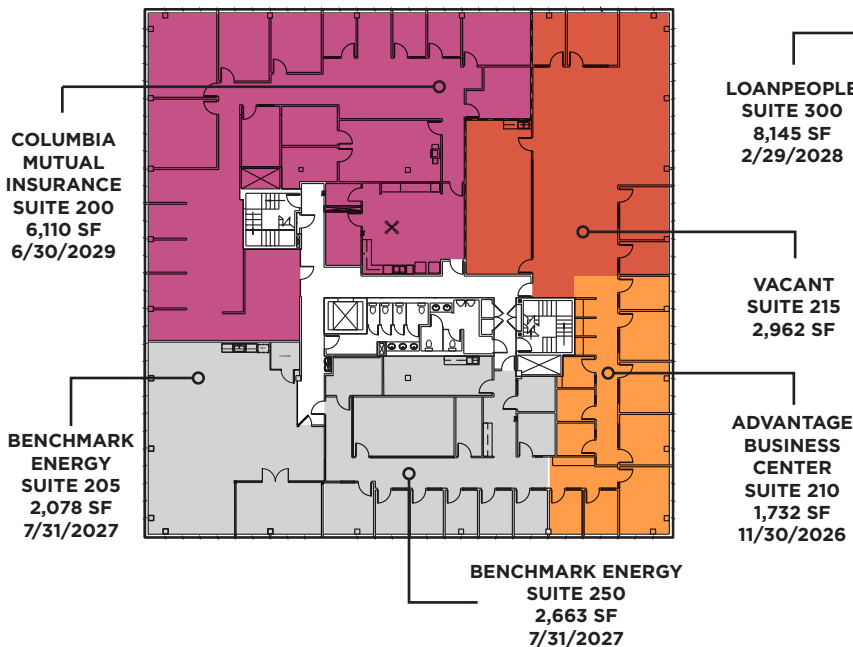 COLUMBIA
MUTUAL
INSURANCE
SUITE 200
6,110 SF
6/30/2029
LOANPEOPLE
SUITE 300
8,145 SF
2/29/2028
VACANT
SUITE 215
2,962 SF
BENCHMARK
ENERGY
SUITE 205
2,078 SF
7/31/2027
ADVANTAGE
BUSINESS
CENTER
SUITE 210
1,732 SF
11/30/2026
BENCHMARK ENERGY
SUITE 250
2,663 SF
7/31/2027